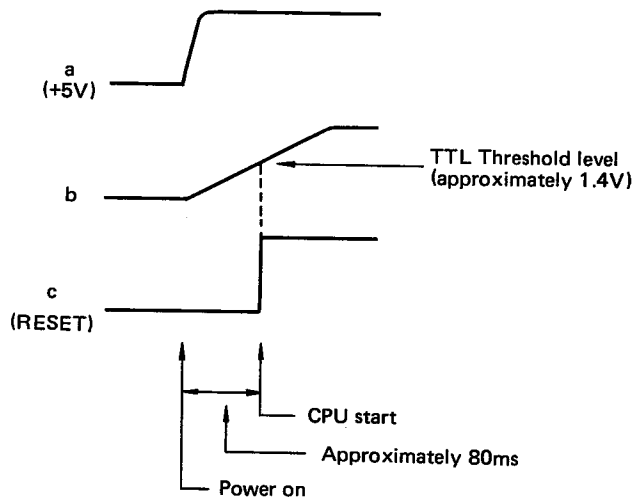 a
(+5V)
TTL Threshold level
(approximately 1.4V)
b
c
(RESET)
CPU start
Approximately 80ms
Power on